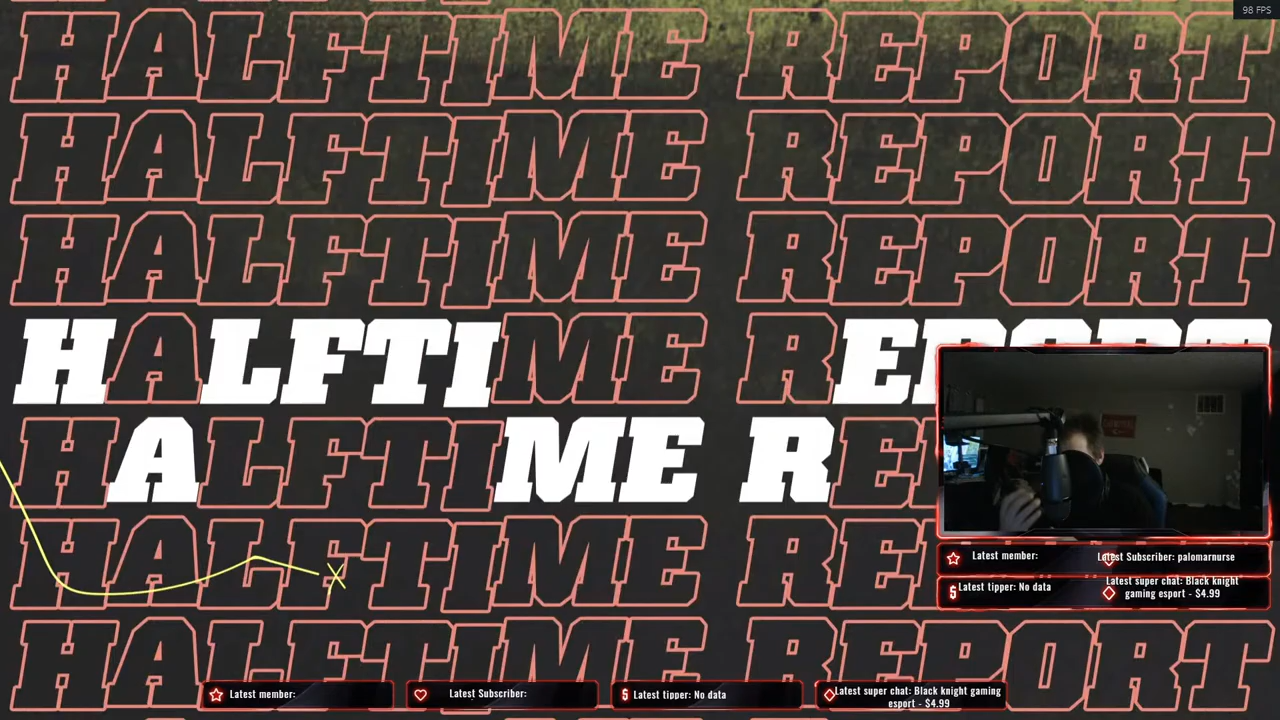 98 FPS
HALFTIME REPORT
HALFTIME REPORT
HALFTIME REPORT
HALFTIME REPORT
HALFTIME RE
HALFTIME RE
HALFTIME REPORT
Latest member:
Latest Subscriber: palomarnurse
Latest tipper: No data
Latest super chat: Black knight
gaming esport - $4.99
Latest member:
Latest Subscriber:
Latest tipper: No data
Latest super chat: Black knight gaming
esport - $4.99